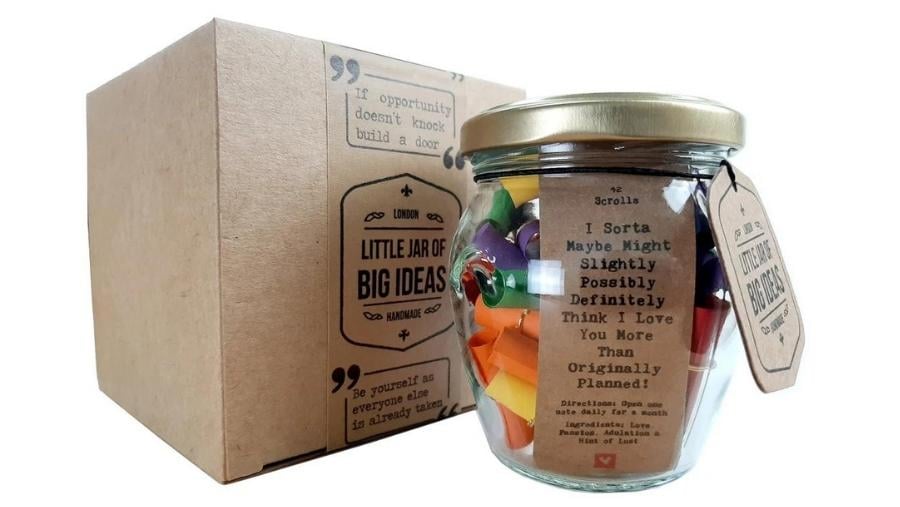 If opportunity
doesn't knock
build a door
LONDON
LITTLE JAR OF
BIG IDEAS
HANDMADE
Be yourself as
everyone else
is already taken
42
Scrolls
I Sorta
Maybe Might
Slightly
Possibly
Definitely
Think I Love
You More
Than
Originally
Planned!
Directions: Open one
note daily for a month
Ingredients: Love
Passion, Adulation &
Hint of Lust
LONDON
LITTLE JAR OF
BIG IDEAS
HANDMADE